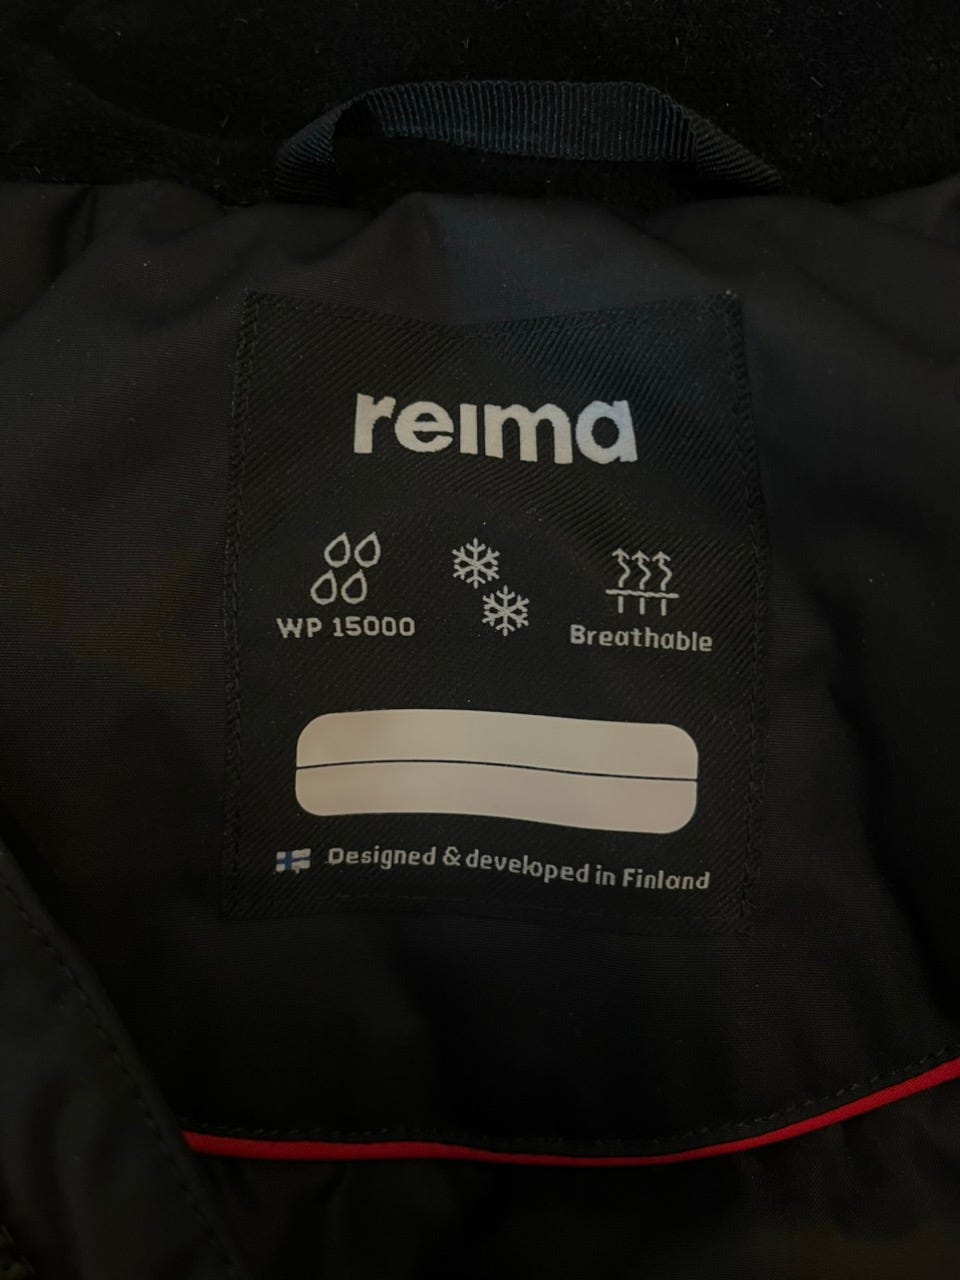 reima
WP 15000
Breathable
Designed & developed in Finland